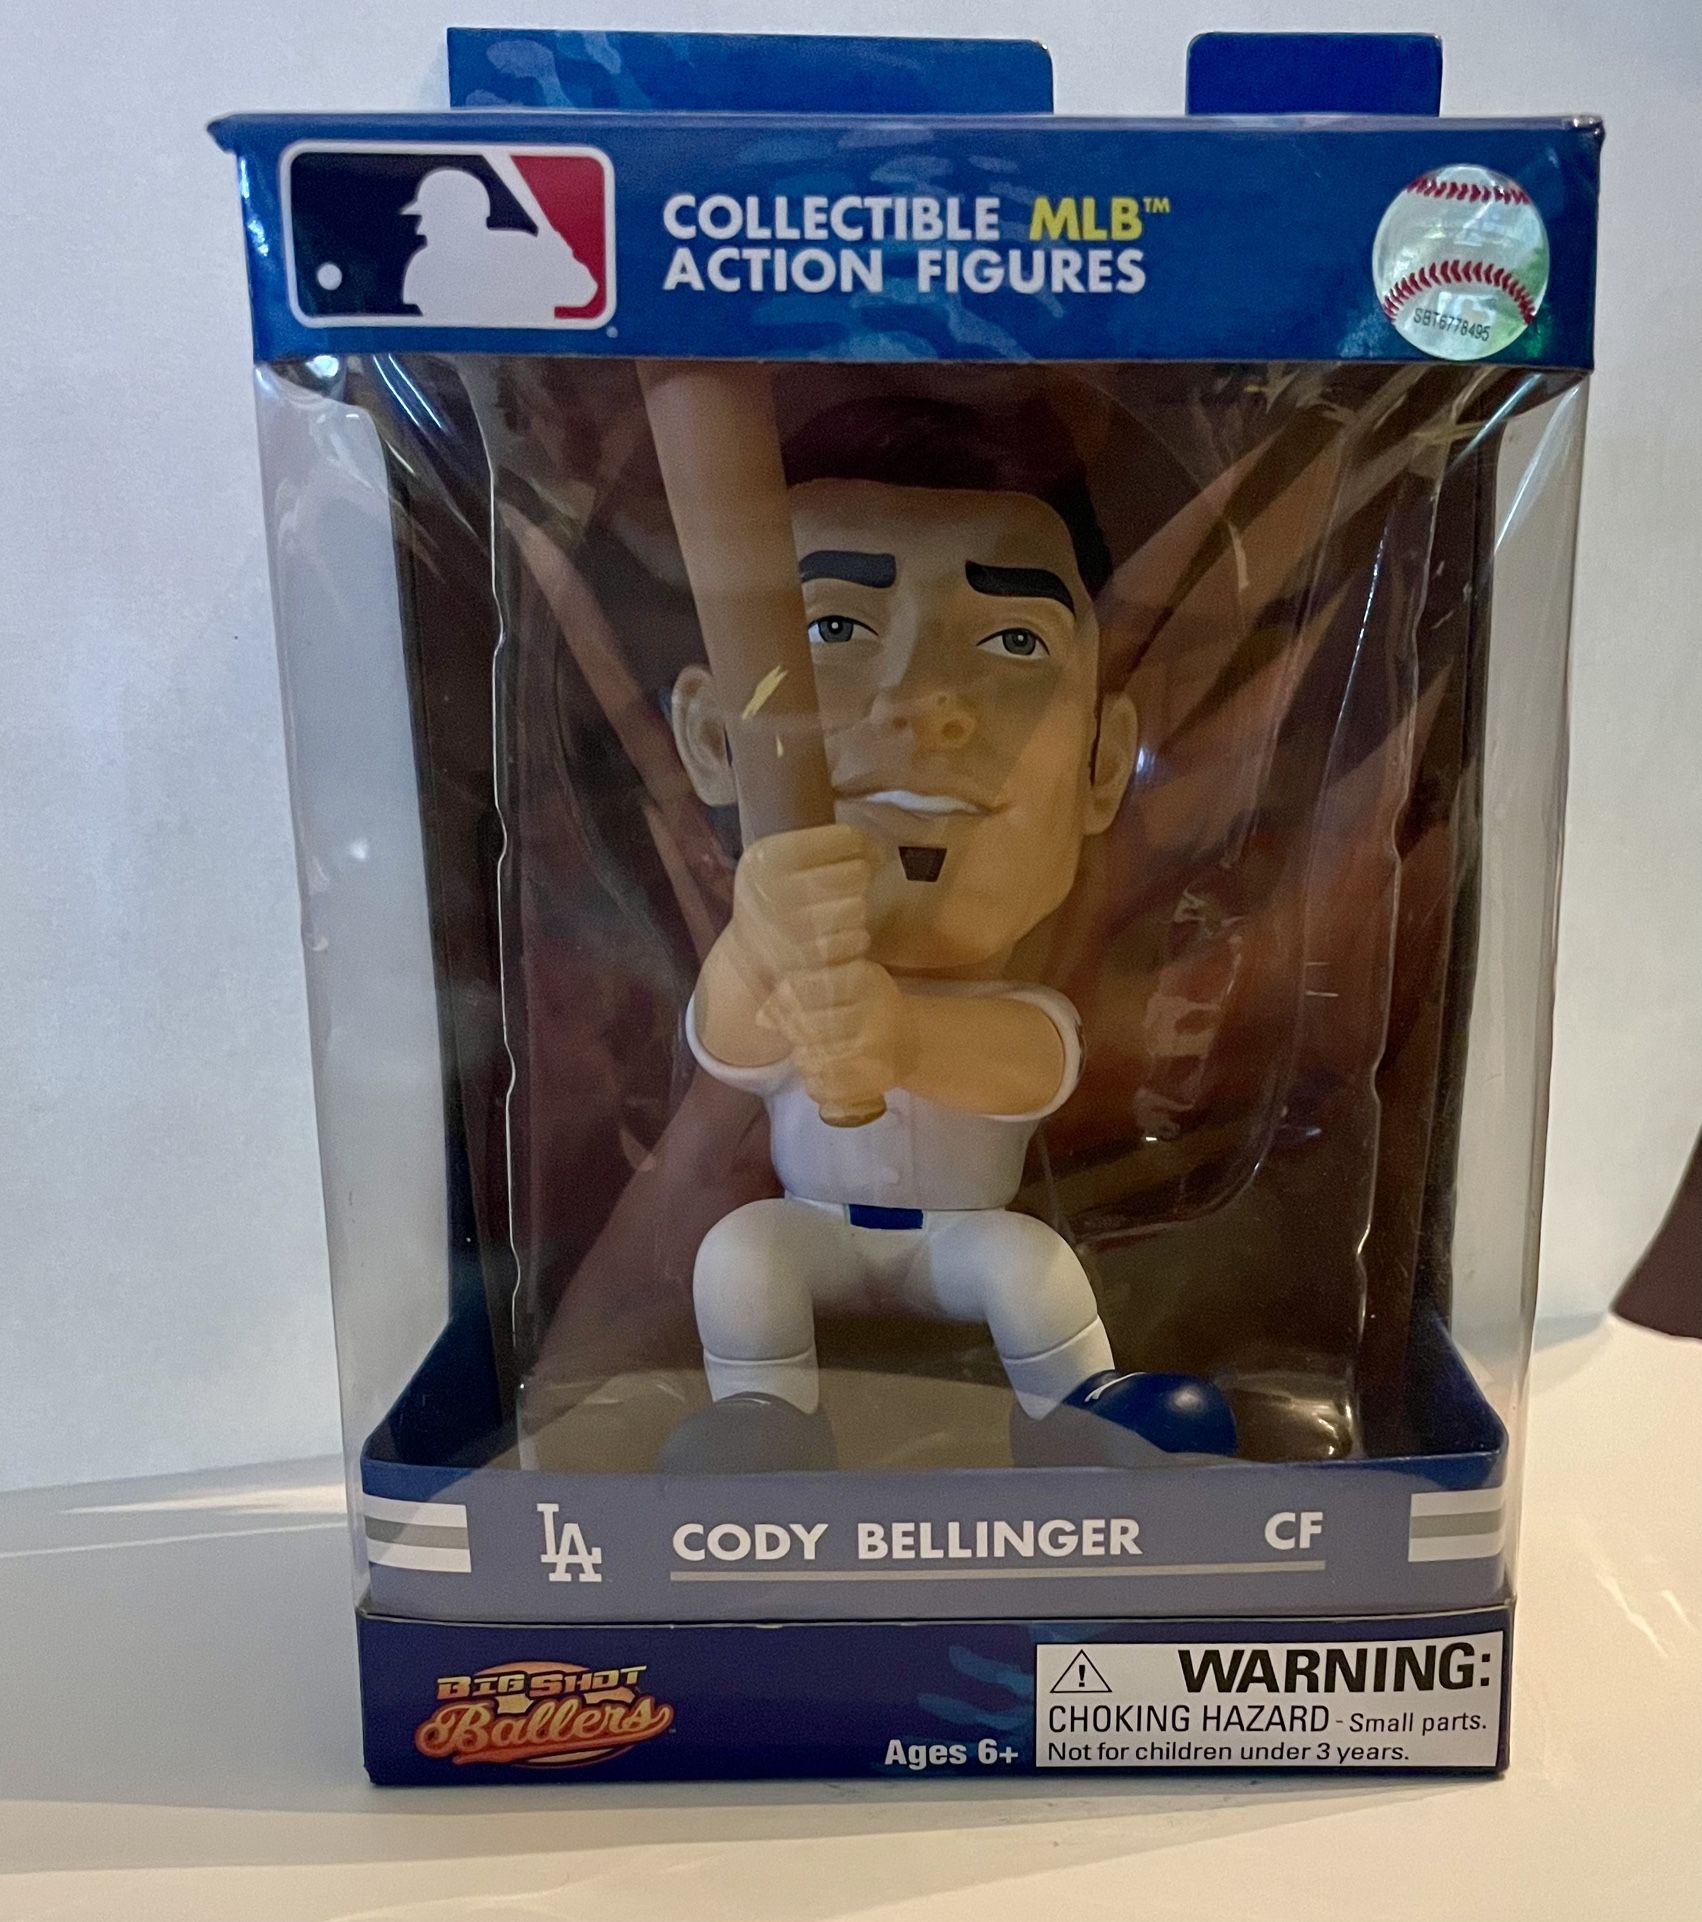 COLLECTIBLE MLB™
ACTION FIGURES
SBT6778495
LA CODY BELLINGER CF
BIG SHOT
Ballers
Ages 6+
WARNING:
CHOKING HAZARD - Small parts.
Not for children under 3 years.